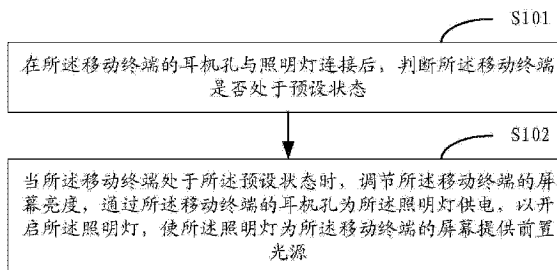 S101
在所述移动终端的耳机孔与照明灯连接后，判断所述移动终端
是否处于预设状态
S102
当所述移动终端处于所述预设状态时，调节所述移动终端的屏
幕亮度，通过所述移动终端的耳机孔为所述照明灯供电，以开
启所述照明灯，使所述照明灯为所述移动终端的屏幕提供前置
光源